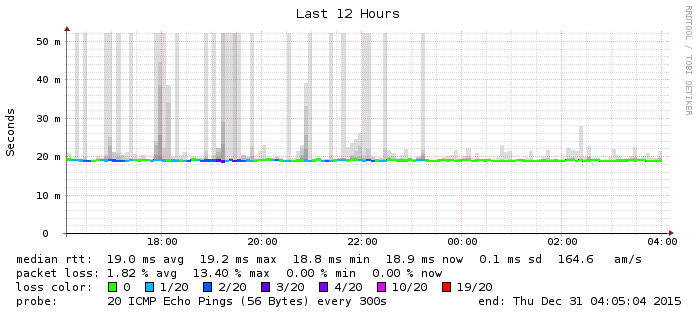 Last 12 Hours
RRDTOOL / TOBI OETIKER
Seconds
50 m
40 m
30 m
20 m
10 m
0
18:00 20:00 22:00 00:00 02:00 04:00
median rtt: 19.0 ms avg 19.2 ms max 18.8 ms min 18.9 ms now 0.1 ms sd 164.6 am/s
packet loss: 1.82 % avg 13.40 % max 0.00 % min 0.00 % now
loss color: 0 1/20 2/20 3/20 4/20 10/20 19/20
probe: 20 ICMP Echo Pings (56 Bytes) every 300s end: Thu Dec 31 04:05:04 2015